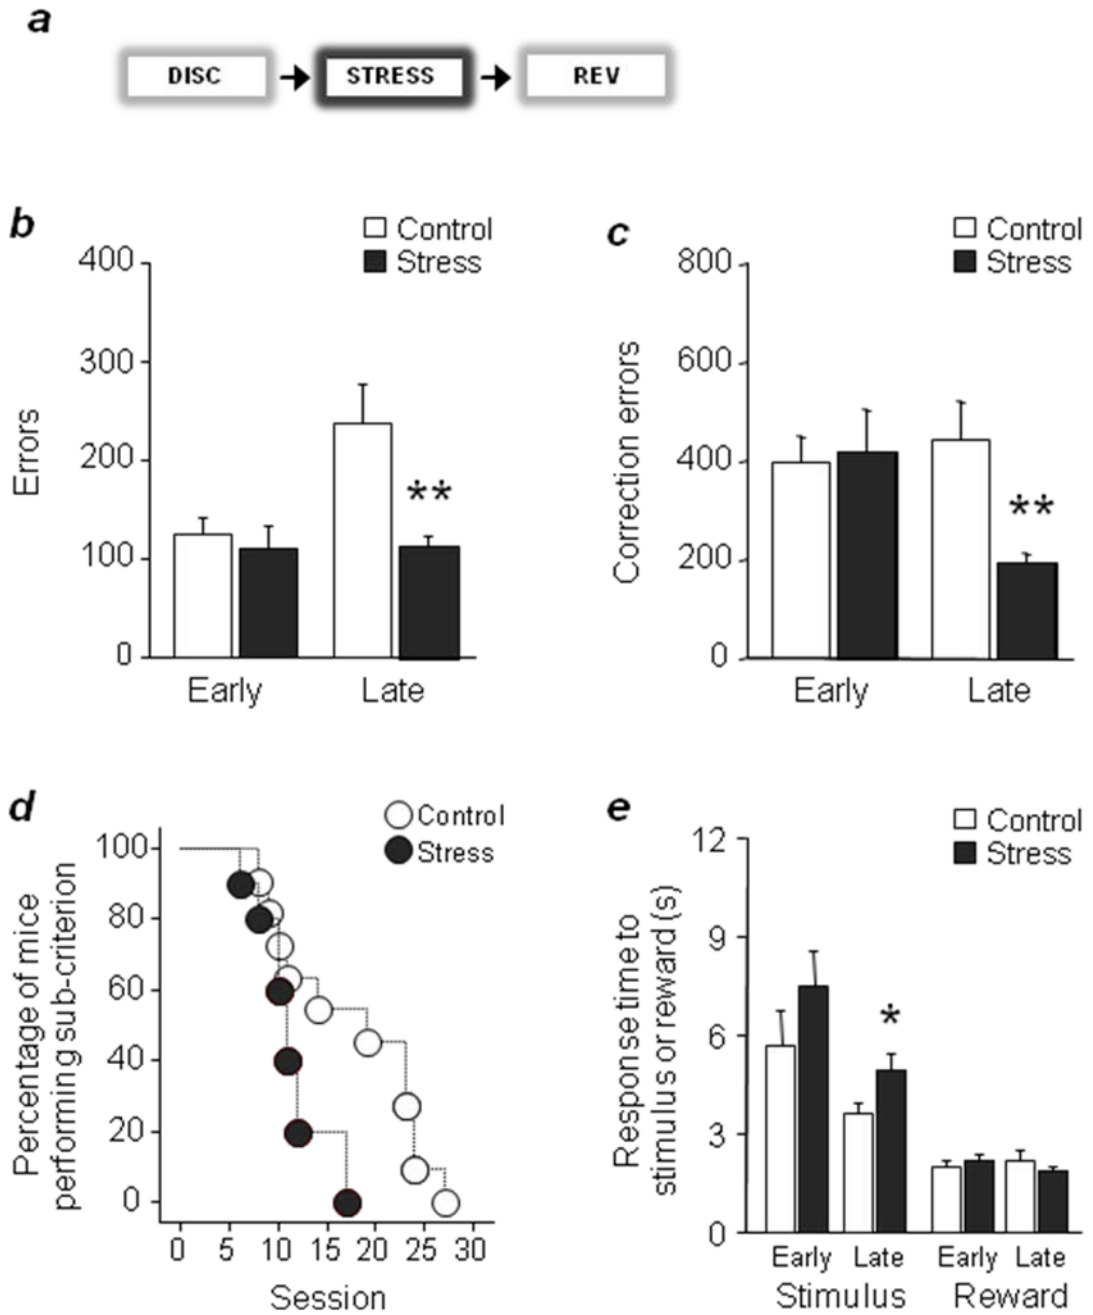 a
DISC
STRESS
REV
b
Control
Stress
400
300
200
100
0
Errors
Early
Late
**
c
Control
Stress
800
600
400
200
0
Correction errors
Early
Late
**
d
Control
Stress
100
80
60
40
20
0
Percentage of mice
performing sub-criterion
0 5 10 15 20 25 30
Session
e
Control
Stress
12
9
6
3
0
Response time to
stimulus or reward (s)
*
Early Late Early Late
Stimulus Reward